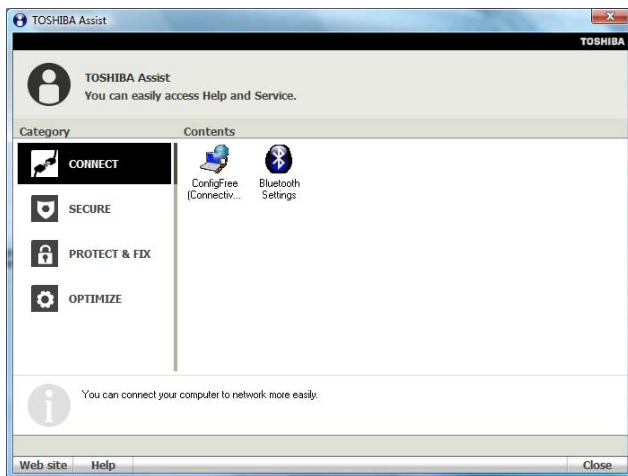 TOSHIBA Assist
TOSHIBA
TOSHIBA Assist
You can easily access Help and Service.
Category
Contents
CONNECT
SECURE
PROTECT & FIX
OPTIMIZE
ConfigFree
(Connectiv...
Bluetooth
Settings
You can connect your computer to network more easily.
Web site
Help
Close